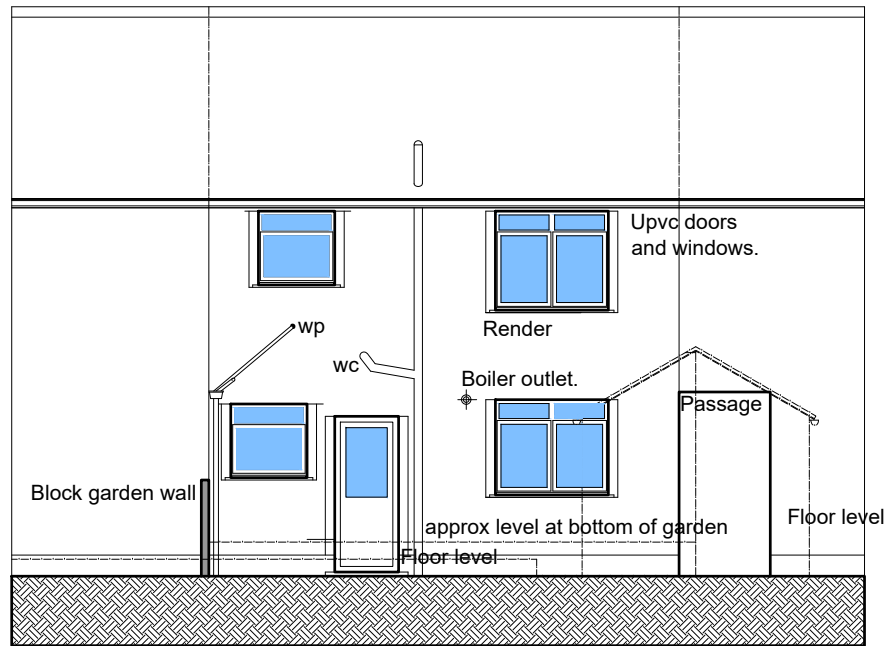 Upvc doors
and windows.
wp
Render
wc
Boiler outlet.
Passage
Block garden wall
Floor level
approx level at bottom of garden
Floor level